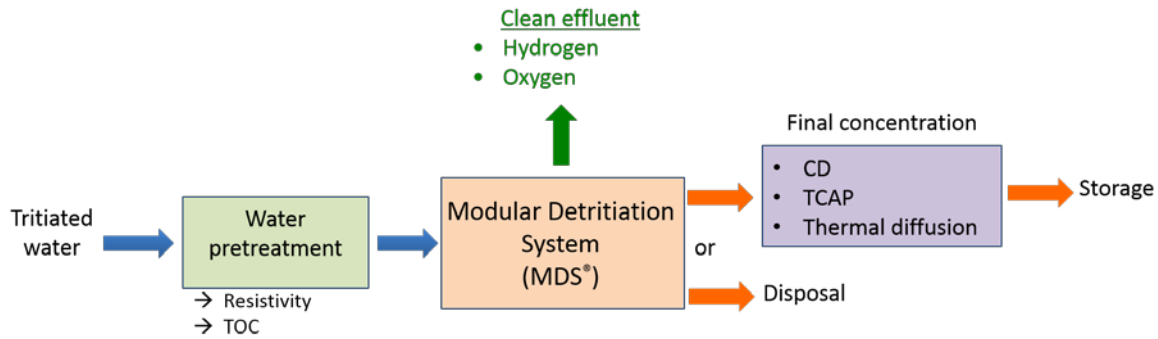 Clean effluent
• Hydrogen
• Oxygen
Final concentration
• CD
• TCAP
• Thermal diffusion
Storage
Tritiated
water
Water
pretreatment
→ Resistivity
→ TOC
Modular Detritiation
System
(MDS®)
or
Disposal